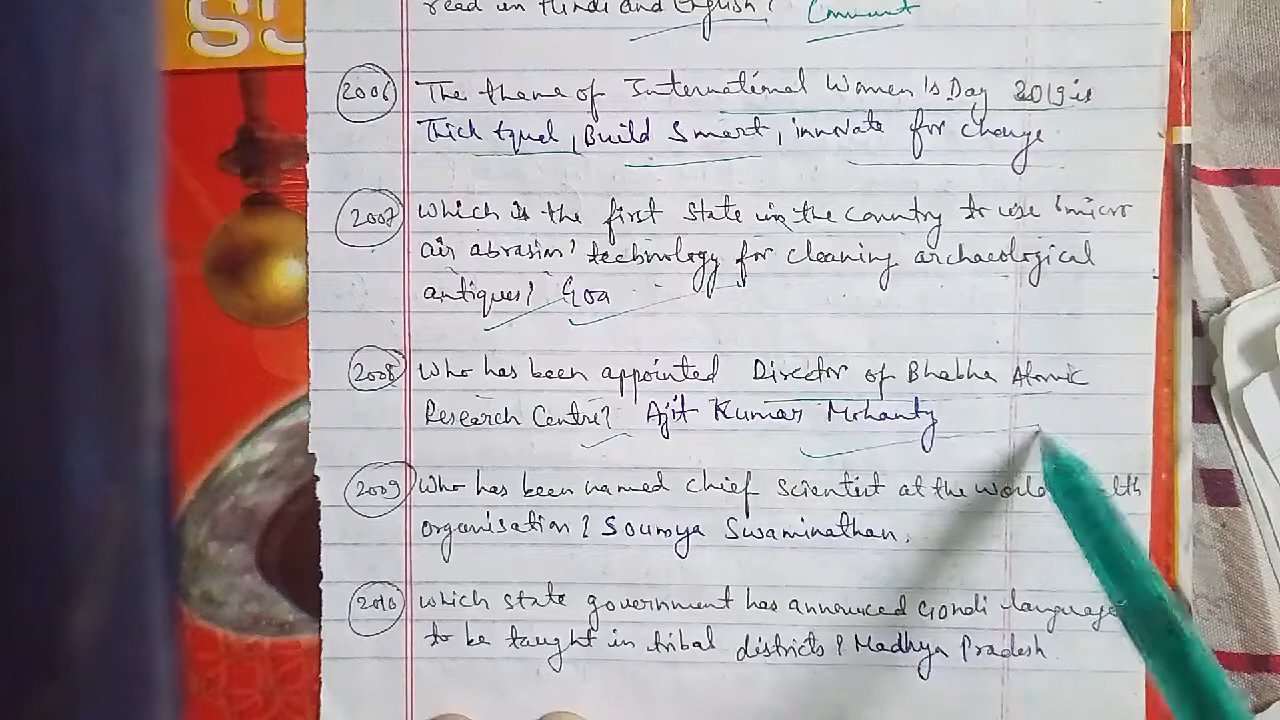 SU
read in Hindi and English? Comment
2006 The theme of International Women's Day 2019 is
Thick Equal, Build Smart, innovate for change
2007 which is the first state in the country to use 'micro
air abrasion' technology for cleaning archaeological
antiques? Goa
2008 who has been appointed Director of Bhabha Atomic
Research Centre? Ajit Kumar Mohanty
2009 who has been named chief scientist at the world lth
organisation? Soumya Swaminathan.
2010 which state government has announced Gondi language
to be taught in tribal districts? Madhya Pradesh.